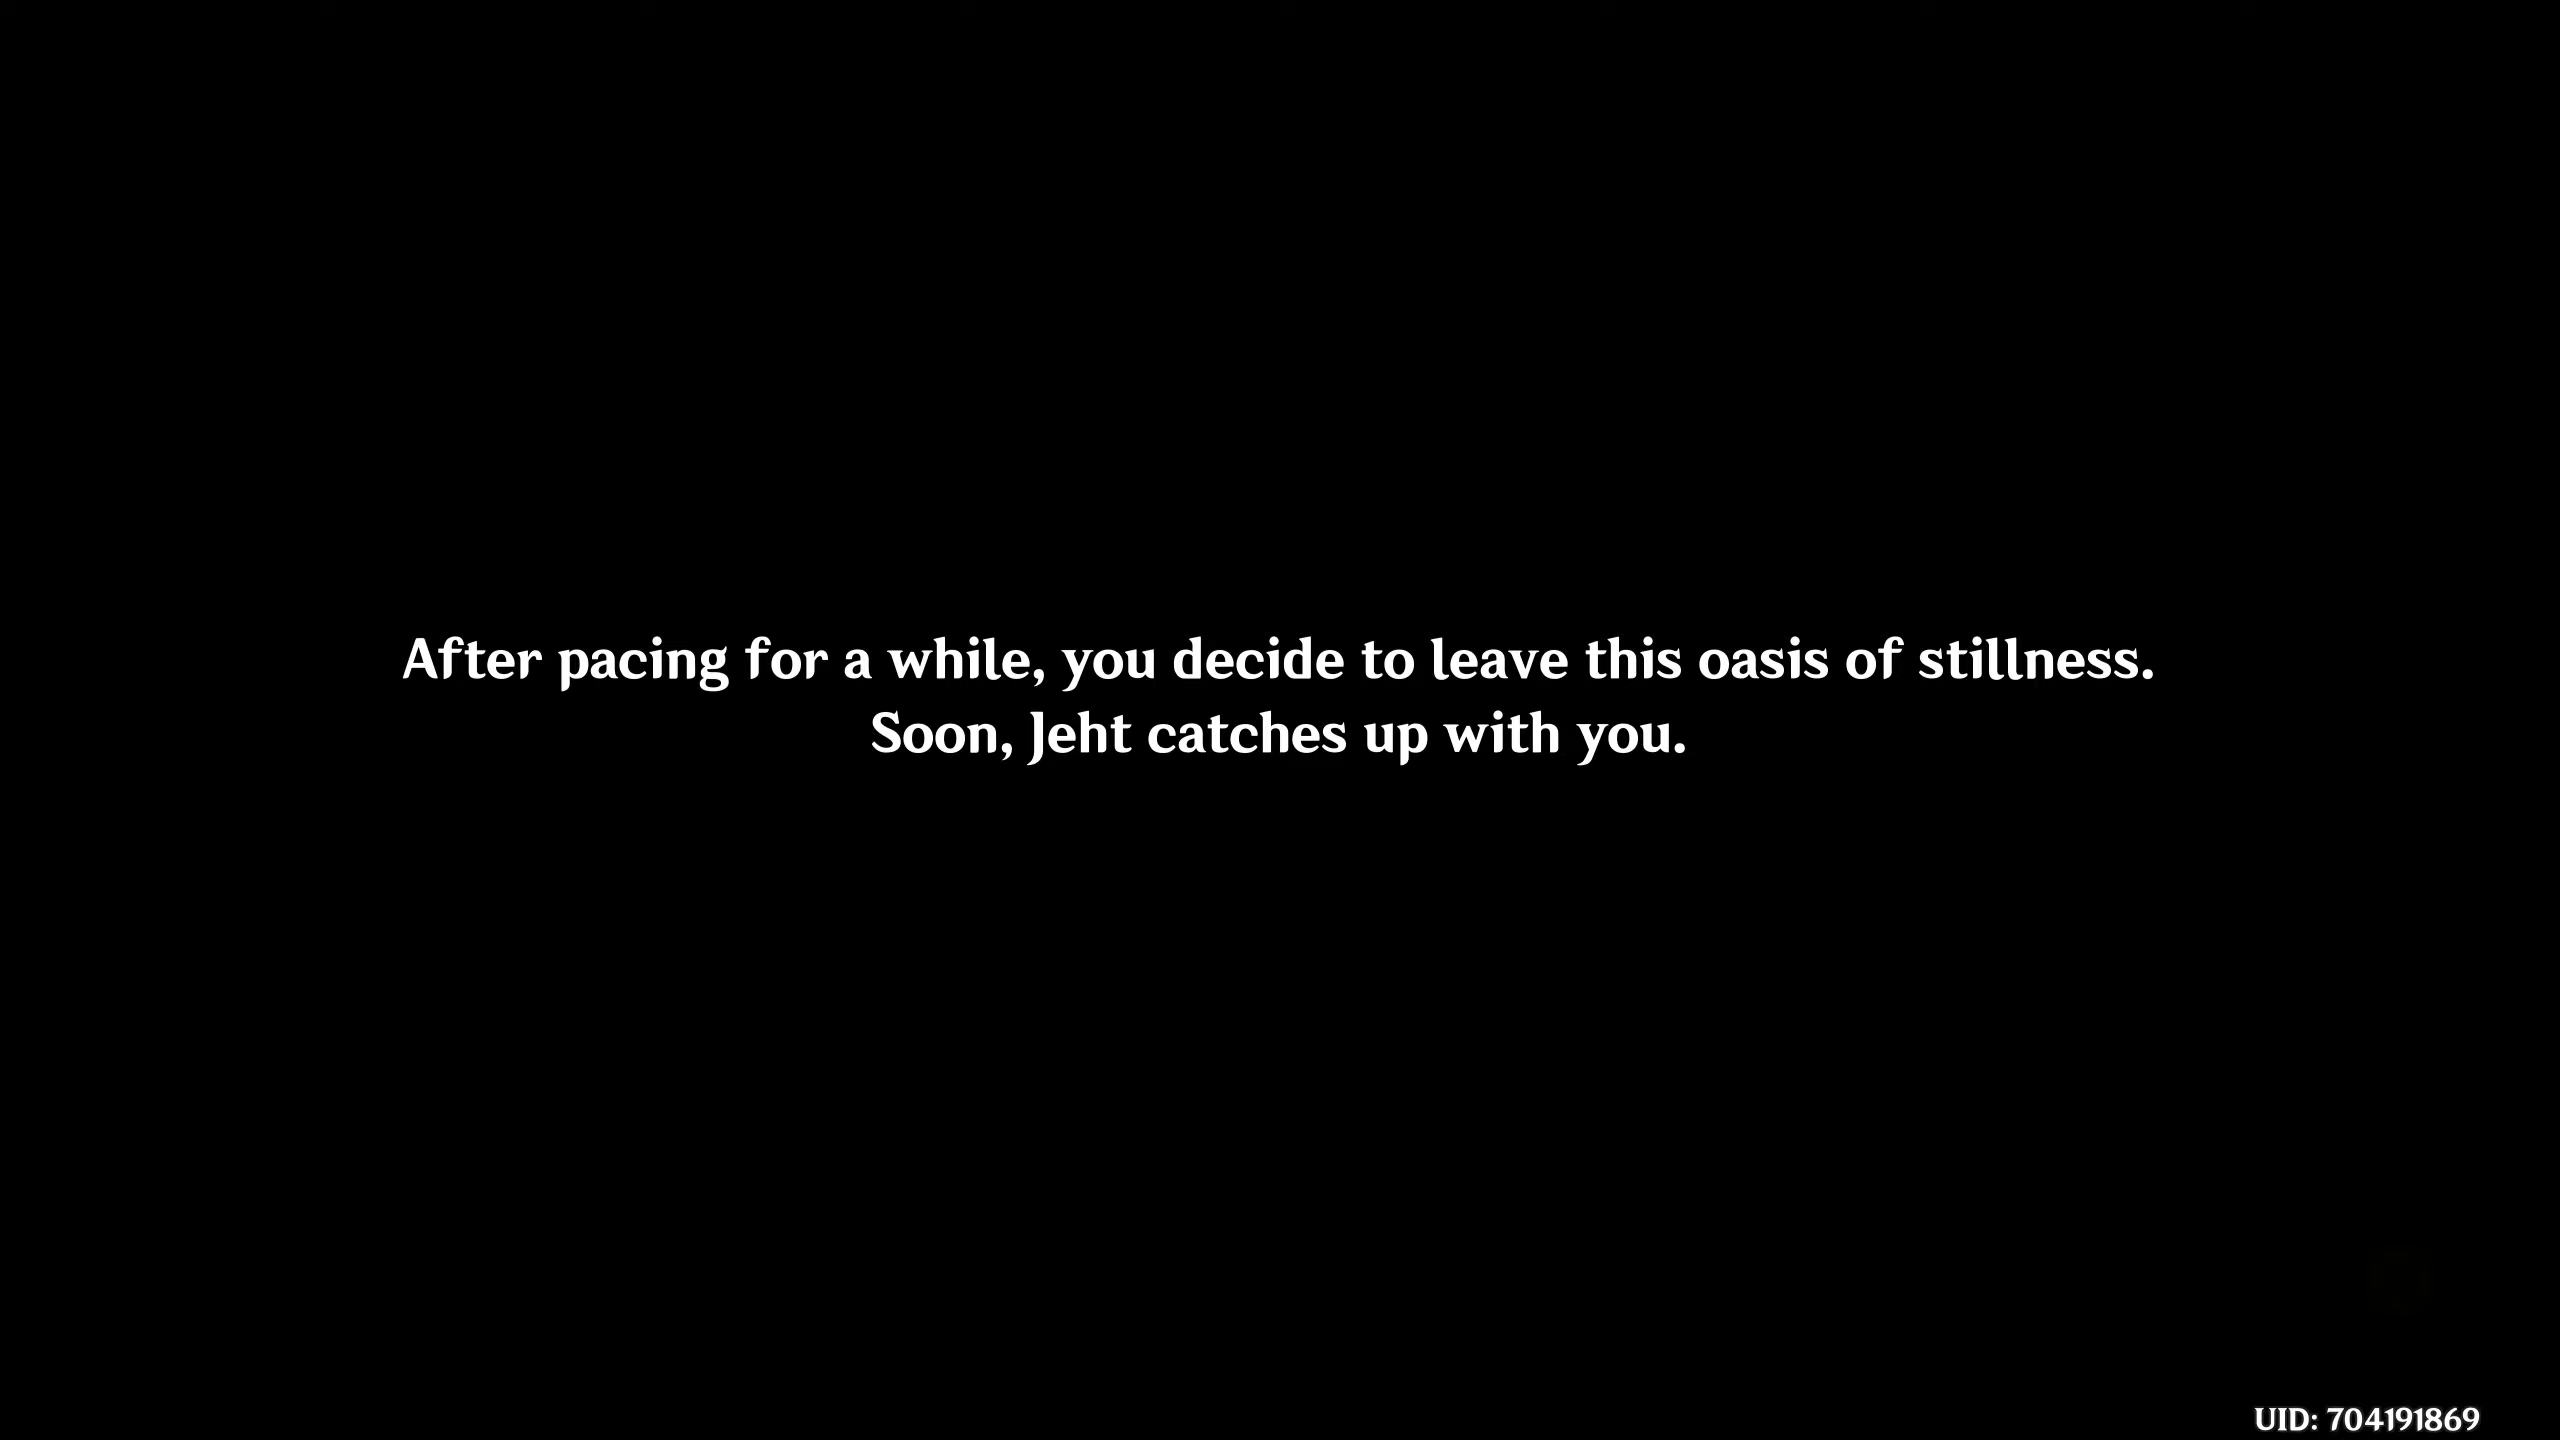 After pacing for a while, you decide to leave this oasis of stillness.
Soon, Jeht catches up with you.
UID: 704191869